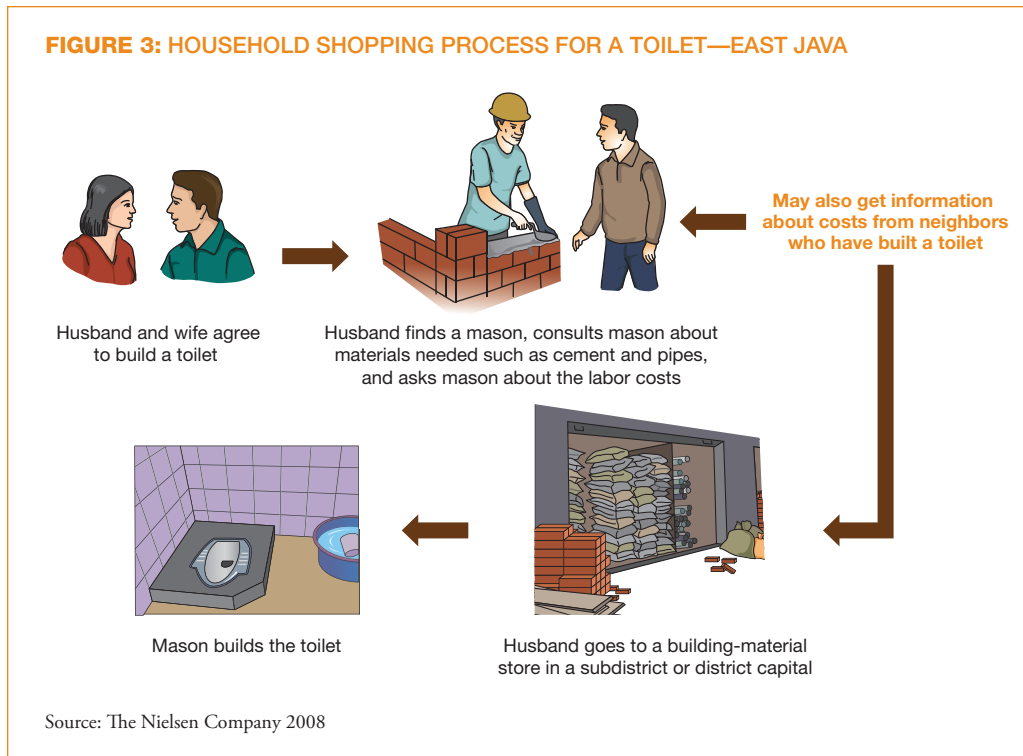 FIGURE 3: HOUSEHOLD SHOPPING PROCESS FOR A TOILET—EAST JAVA
Husband and wife agree
to build a toilet
Husband finds a mason, consults mason about
materials needed such as cement and pipes,
and asks mason about the labor costs
May also get information
about costs from neighbors
who have built a toilet
Mason builds the toilet
Husband goes to a building-material
store in a subdistrict or district capital
Source: The Nielsen Company 2008